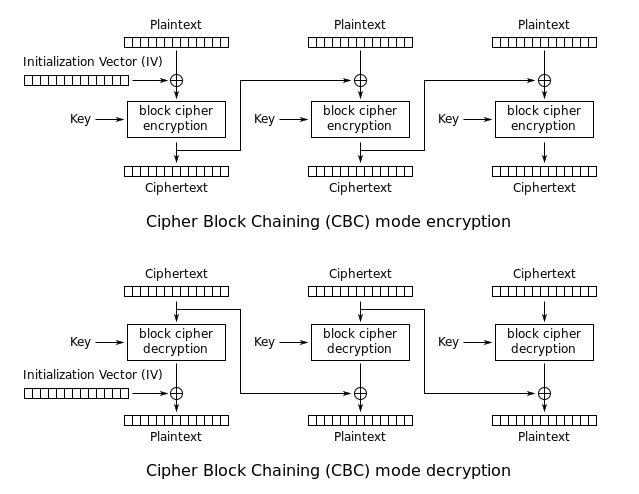 Plaintext Plaintext Plaintext
Initialization Vector (IV)
Key block cipher encryption Key block cipher encryption Key block cipher encryption
Ciphertext Ciphertext Ciphertext
Cipher Block Chaining (CBC) mode encryption
Ciphertext Ciphertext Ciphertext
Key block cipher decryption Key block cipher decryption Key block cipher decryption
Initialization Vector (IV)
Plaintext Plaintext Plaintext
Cipher Block Chaining (CBC) mode decryption